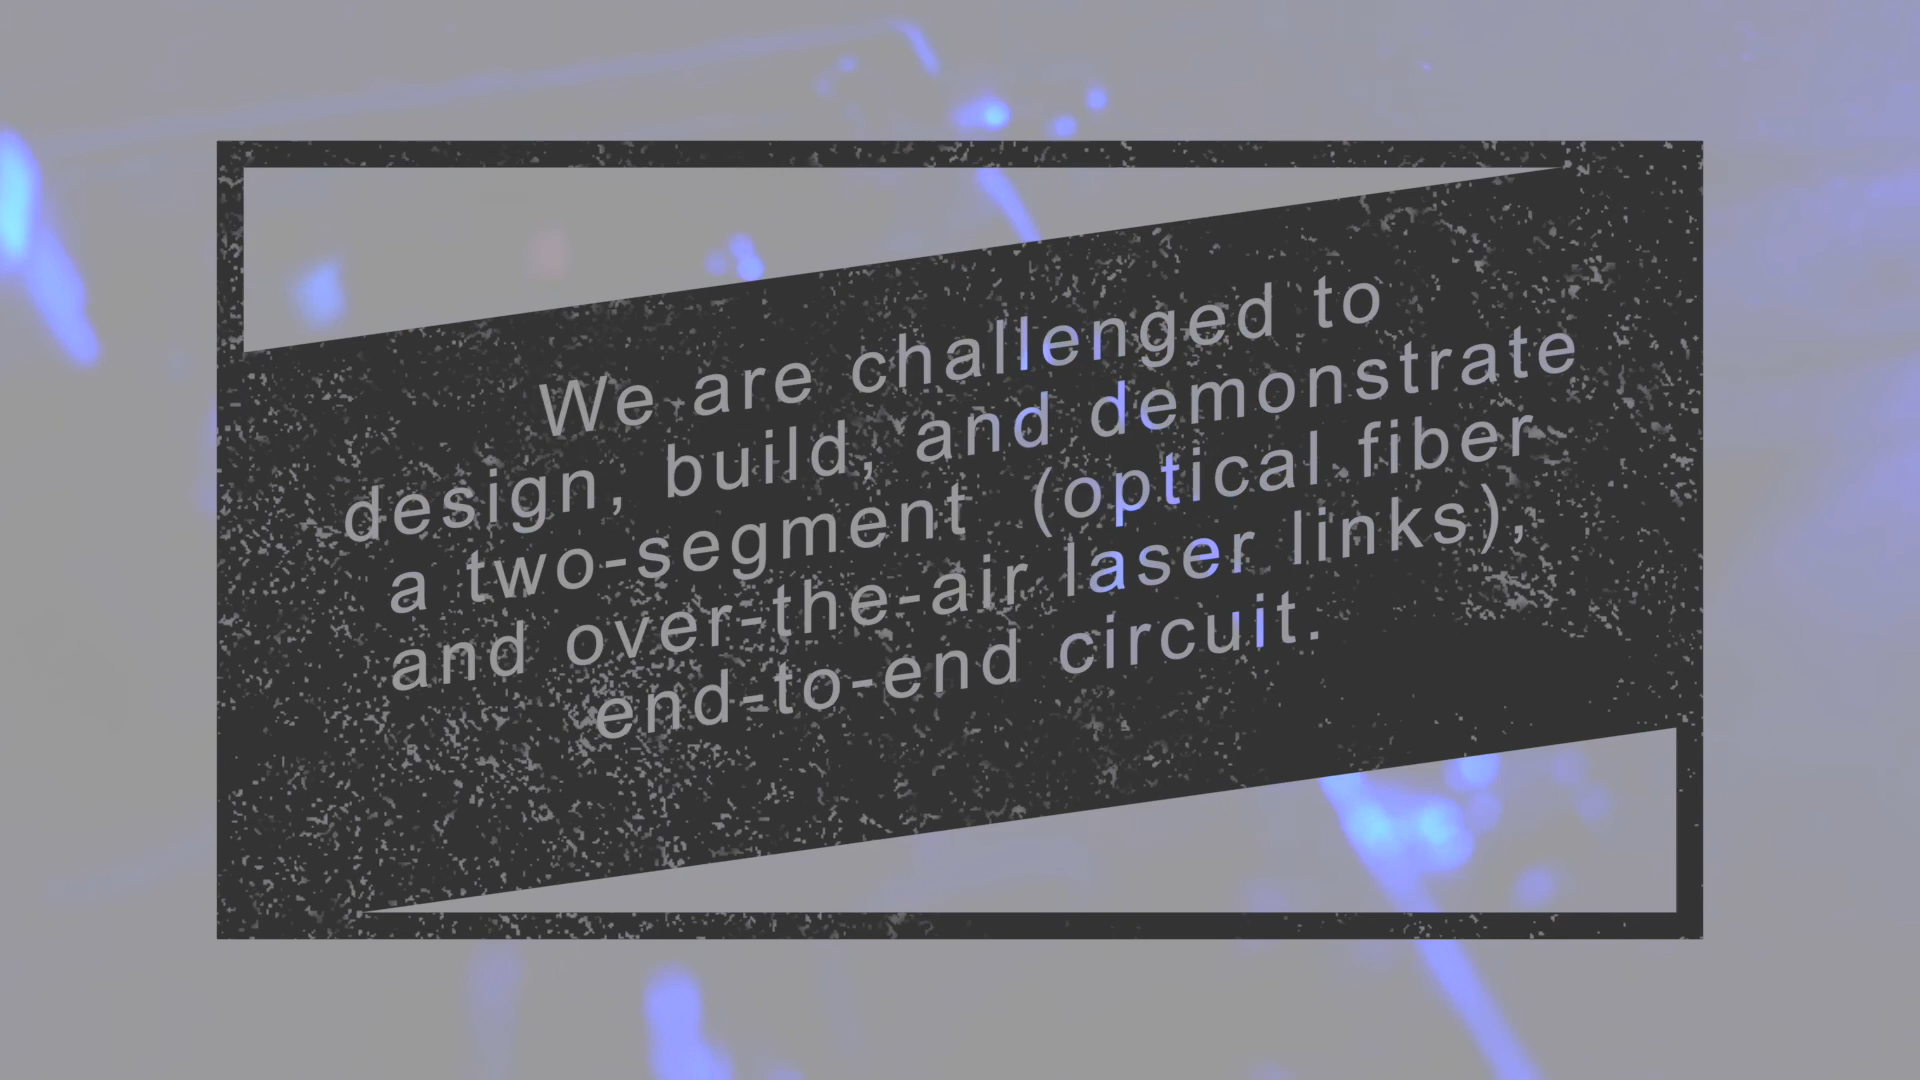 We are challenged to
design, build, and demonstrate
a two-segment (optical fiber
and over-the-air laser links),
end-to-end circuit.